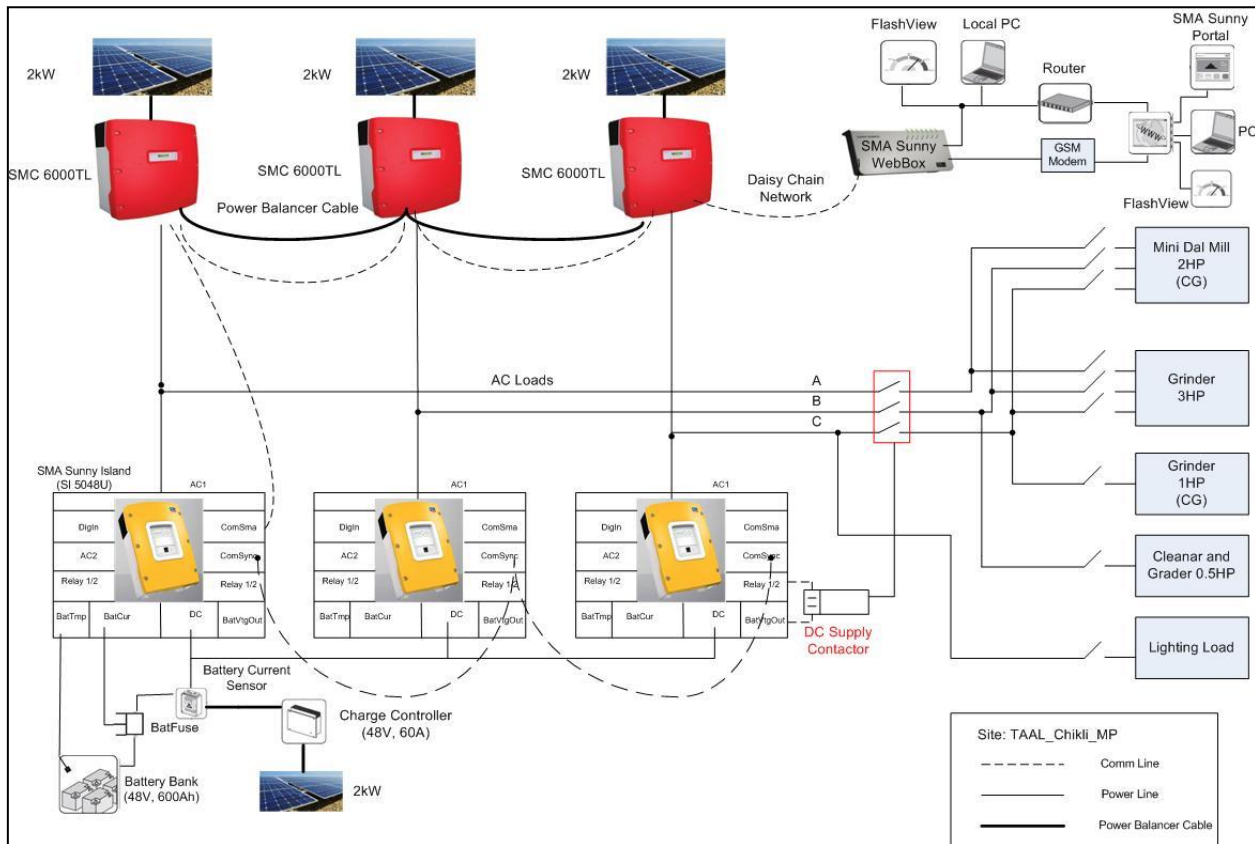 2kW
2kW
2kW
SMC 6000TL
SMC 6000TL
SMC 6000TL
Power Balancer Cable
FlashView
Local PC
SMA Sunny
Portal
Router
SMA Sunny
WebBox
GSM
Modem
WWW
PC
FlashView
Daisy Chain
Network
Mini Dal Mill
2HP
(CG)
Grinder
3HP
Grinder
1HP
(CG)
Cleanar and
Grader 0.5HP
Lighting Load
AC Loads
A
B
C
SMA Sunny Island
(SI 5048U)
AC1
DigIn
ComSma
AC2
ComSync
Relay 1/2
Relay 1/2
BatTmp
BatCur
DC
BatVtgOut
AC1
DigIn
ComSma
AC2
ComSync
Relay 1/2
Relay 1/2
BatTmp
BatCur
DC
BatVtgOut
AC1
DigIn
ComSma
AC2
ComSync
Relay 1/2
Relay 1/2
BatTmp
BatCur
DC
BatVtgOut
DC Supply
Contactor
Battery Current
Sensor
BatFuse
Charge Controller
(48V, 60A)
Battery Bank
(48V, 600Ah)
2kW
Site: TAAL_Chikli_MP
Comm Line
Power Line
Power Balancer Cable